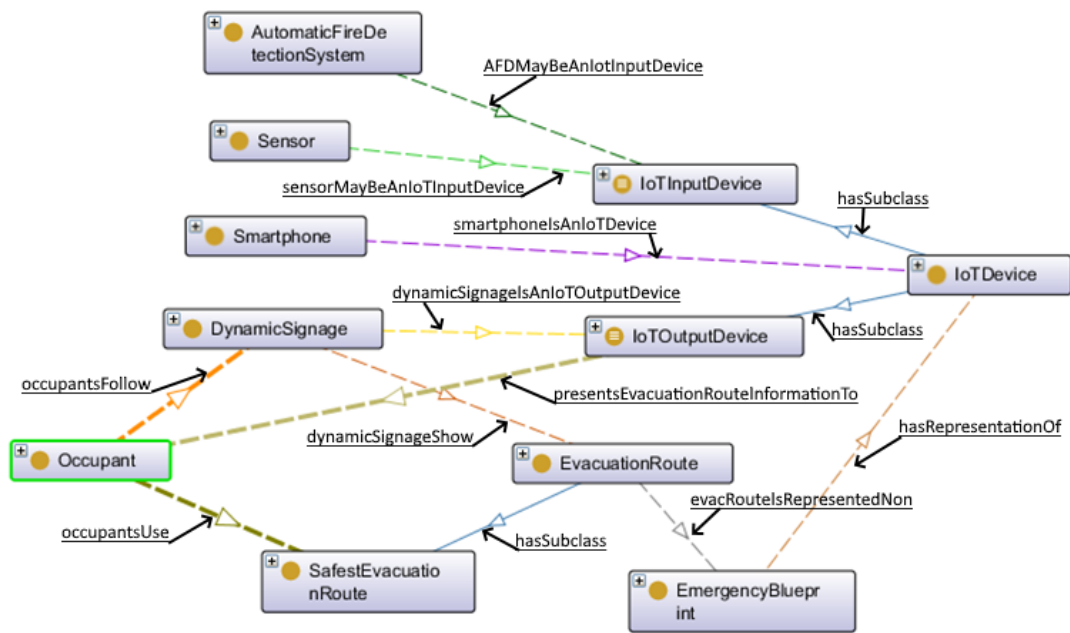 AutomaticFireDe
tectionSystem
AFDMayBeAnIotInputDevice
Sensor
sensorMayBeAnIoTInputDevice
IoTInputDevice
hasSubclass
Smartphone
smartphoneIsAnIoTDevice
IoTDevice
dynamicSignageIsAnIoTOutputDevice
DynamicSignage
IoTOutputDevice
hasSubclass
occupantsFollow
presentsEvacuationRouteInformationTo
dynamicSignageShow
hasRepresentationOf
Occupant
EvacuationRoute
evacRouteIsRepresentedNon
occupantsUse
hasSubclass
SafestEvacuatio
nRoute
EmergencyBluepr
int